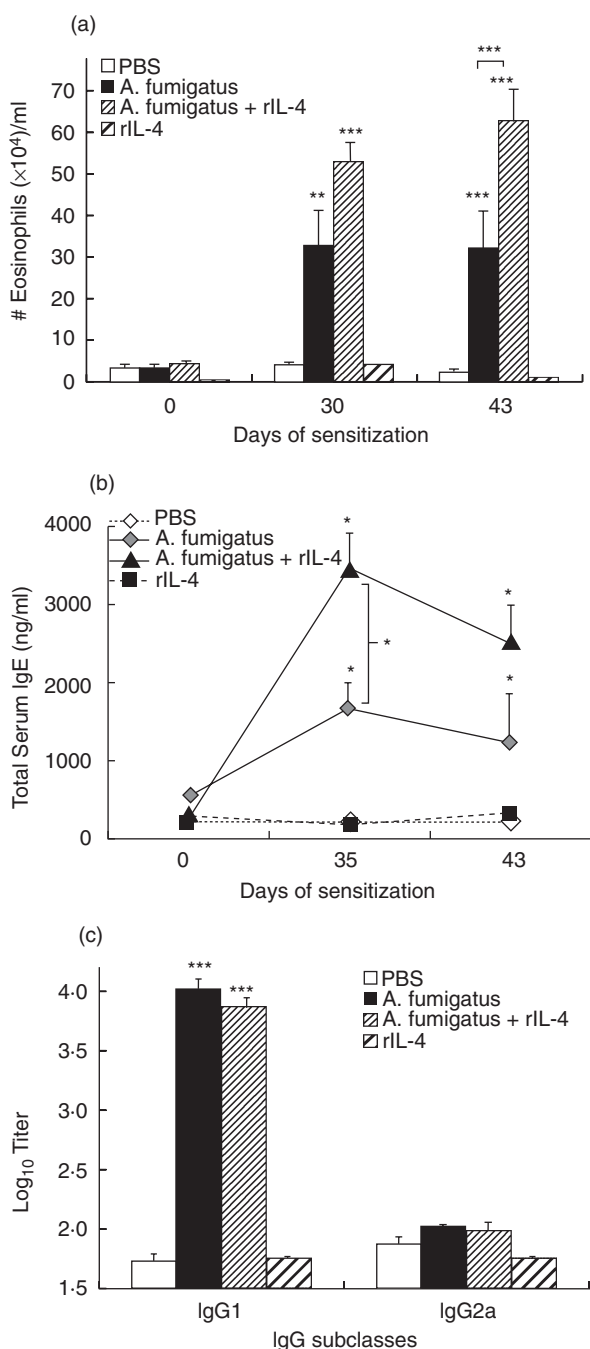 (a)
PBS
A. fumigatus
A. fumigatus + rIL-4
rIL-4
***
***
**
***
***
# Eosinophils (×10⁴)/ml
70
60
50
40
30
20
10
0
0 30 43
Days of sensitization
(b)
PBS
A. fumigatus
A. fumigatus + rIL-4
rIL-4
*
*
*
*
*
Total Serum IgE (ng/ml)
4000
3000
2000
1000
0
0 35 43
Days of sensitization
(c)
***
***
PBS
A. fumigatus
A. fumigatus + rIL-4
rIL-4
Log₁₀ Titer
4·0
3·5
3·0
2·5
2·0
1·5
IgG1 IgG2a
IgG subclasses